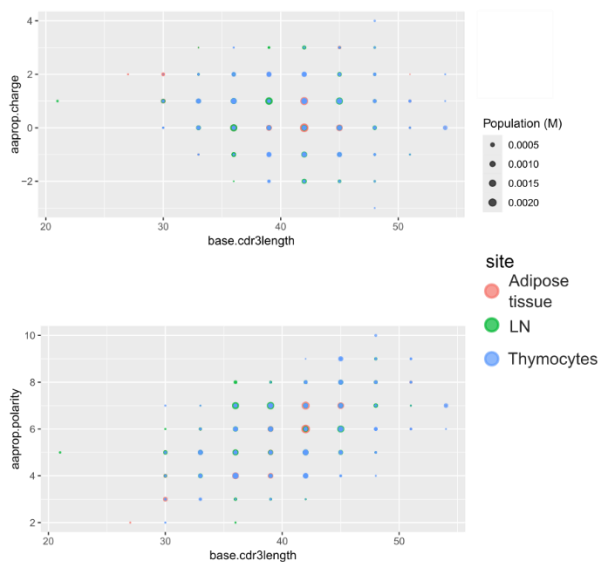 4
2
0
−2
aaprop.charge
20
30
40
50
base.cdr3length
Population (M)
0.0005
0.0010
0.0015
0.0020
site
Adipose
tissue
LN
Thymocytes
10
8
6
4
2
aaprop.polarity
20
30
40
50
base.cdr3length